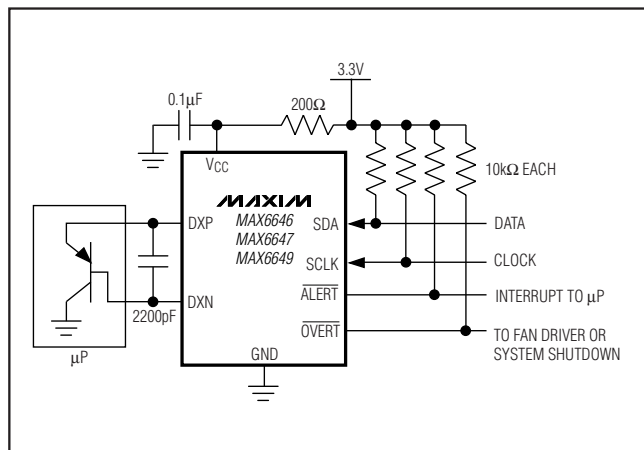 3.3V
0.1μF
200Ω
VCC
10kΩ EACH
MAXIM
MAX6646
MAX6647
MAX6649
DXP
SDA
DATA
SCLK
CLOCK
ALERT
INTERRUPT TO μP
DXN
2200pF
OVERT
TO FAN DRIVER OR
SYSTEM SHUTDOWN
GND
μP